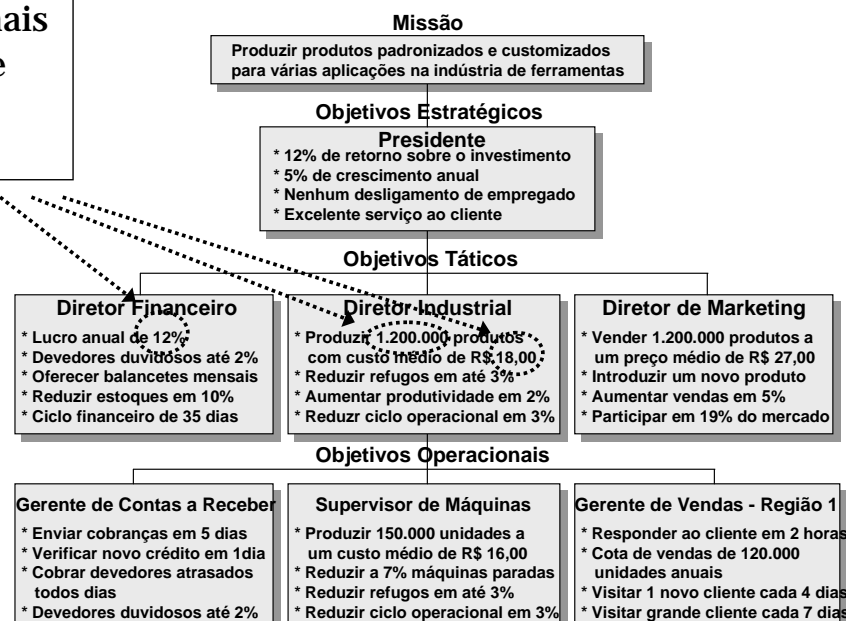 nais
e
Missão
Produzir produtos padronizados e customizados
para várias aplicações na indústria de ferramentas
Objetivos Estratégicos
Presidente
* 12% de retorno sobre o investimento
* 5% de crescimento anual
* Nenhum desligamento de empregado
* Excelente serviço ao cliente
Objetivos Táticos
Diretor Financeiro
* Lucro anual de 12%
* Devedores duvidosos até 2%
* Oferecer balancetes mensais
* Reduzir estoques em 10%
* Ciclo financeiro de 35 dias
Diretor Industrial
* Produzir 1.200.000 produtos
com custo médio de R$ 18,00
* Reduzir refugos em até 3%
* Aumentar produtividade em 2%
* Reduzr ciclo operacional em 3%
Diretor de Marketing
* Vender 1.200.000 produtos a
um preço médio de R$ 27,00
* Introduzir um novo produto
* Aumentar vendas em 5%
* Participar em 19% do mercado
Objetivos Operacionais
Gerente de Contas a Receber
* Enviar cobranças em 5 dias
* Verificar novo crédito em 1dia
* Cobrar devedores atrasados
todos dias
* Devedores duvidosos até 2%
Supervisor de Máquinas
* Produzir 150.000 unidades a
um custo médio de R$ 16,00
* Reduzir a 7% máquinas paradas
* Reduzir refugos em até 3%
* Reduzir ciclo operacional em 3%
Gerente de Vendas - Região 1
* Responder ao cliente em 2 horas
* Cota de vendas de 120.000
unidades anuais
* Visitar 1 novo cliente cada 4 dias
* Visitar grande cliente cada 7 dias